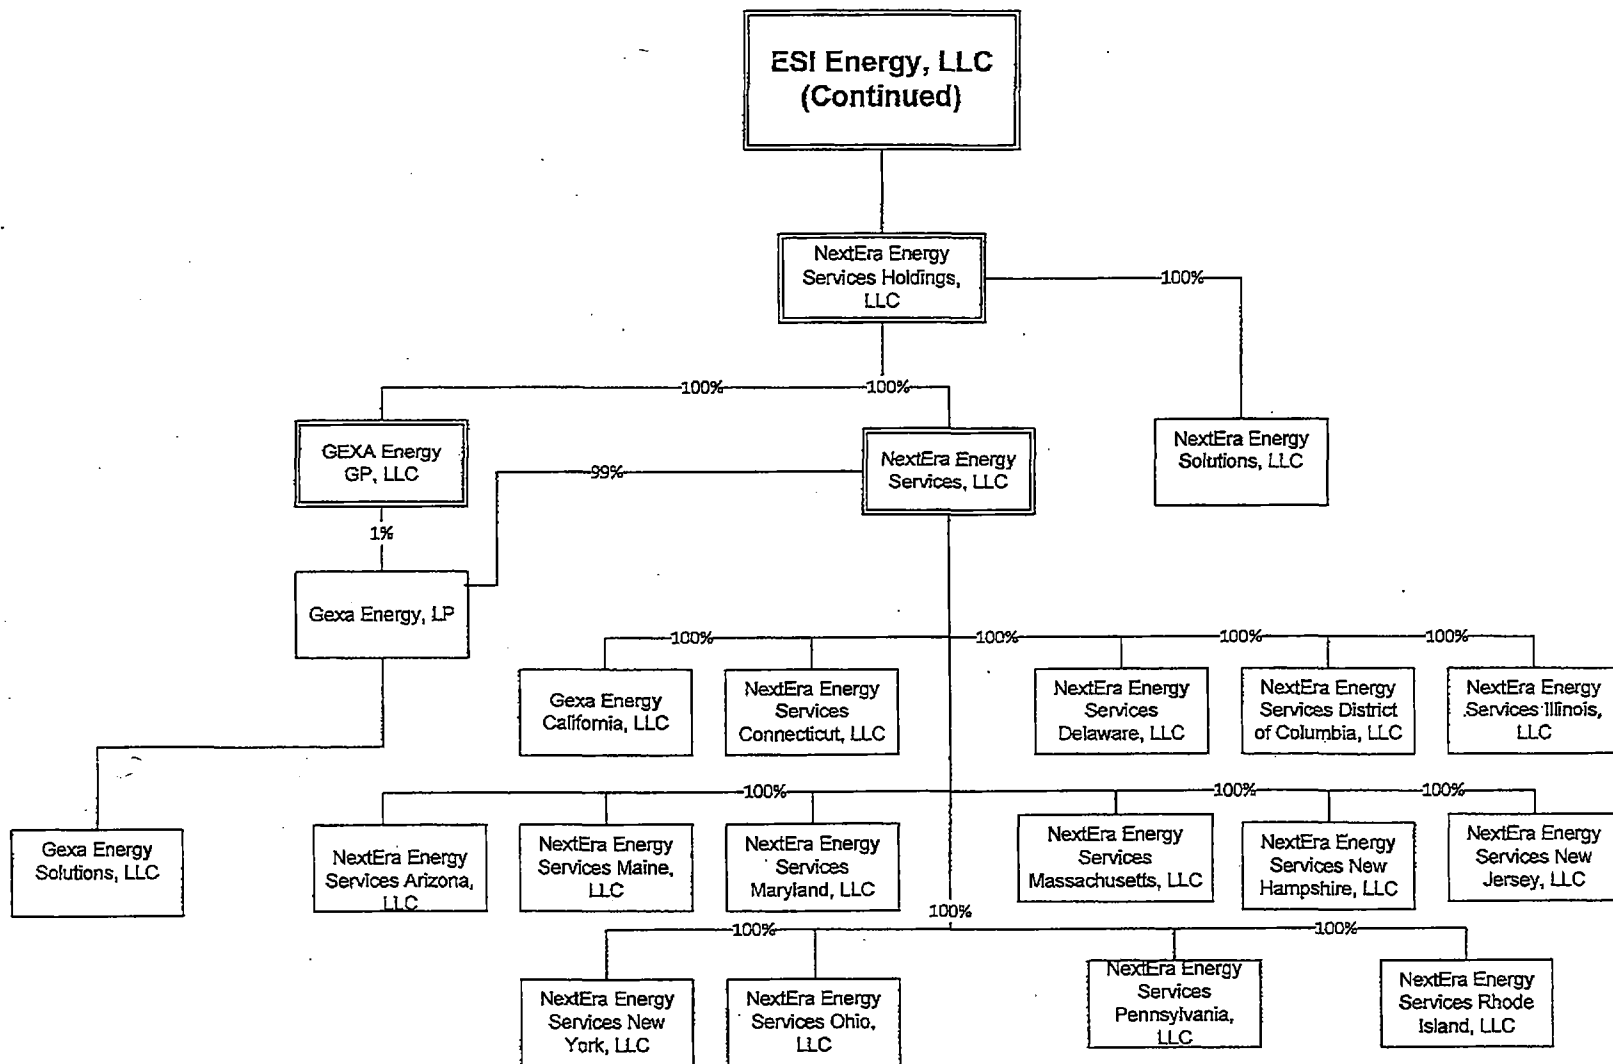 ESI Energy, LLC
(Continued)
NextEra Energy
Services Holdings,
LLC
100%
100%
100%
GEXA Energy
GP, LLC
NextEra Energy
Services, LLC
NextEra Energy
Solutions, LLC
99%
1%
Gexa Energy, LP
100%
100%
100%
100%
Gexa Energy
California, LLC
NextEra Energy
Services
Connecticut, LLC
NextEra Energy
Services
Delaware, LLC
NextEra Energy
Services District
of Columbia, LLC
NextEra Energy
Services Illinois,
LLC
100%
100%
100%
Gexa Energy
Solutions, LLC
NextEra Energy
Services Arizona,
LLC
NextEra Energy
Services Maine,
LLC
NextEra Energy
Services
Maryland, LLC
NextEra Energy
Services
Massachusetts, LLC
NextEra Energy
Services New
Hampshire, LLC
NextEra Energy
Services New
Jersey, LLC
100%
100%
100%
NextEra Energy
Services New
York, LLC
NextEra Energy
Services Ohio,
LLC
NextEra Energy
Services
Pennsylvania,
LLC
NextEra Energy
Services Rhode
Island, LLC